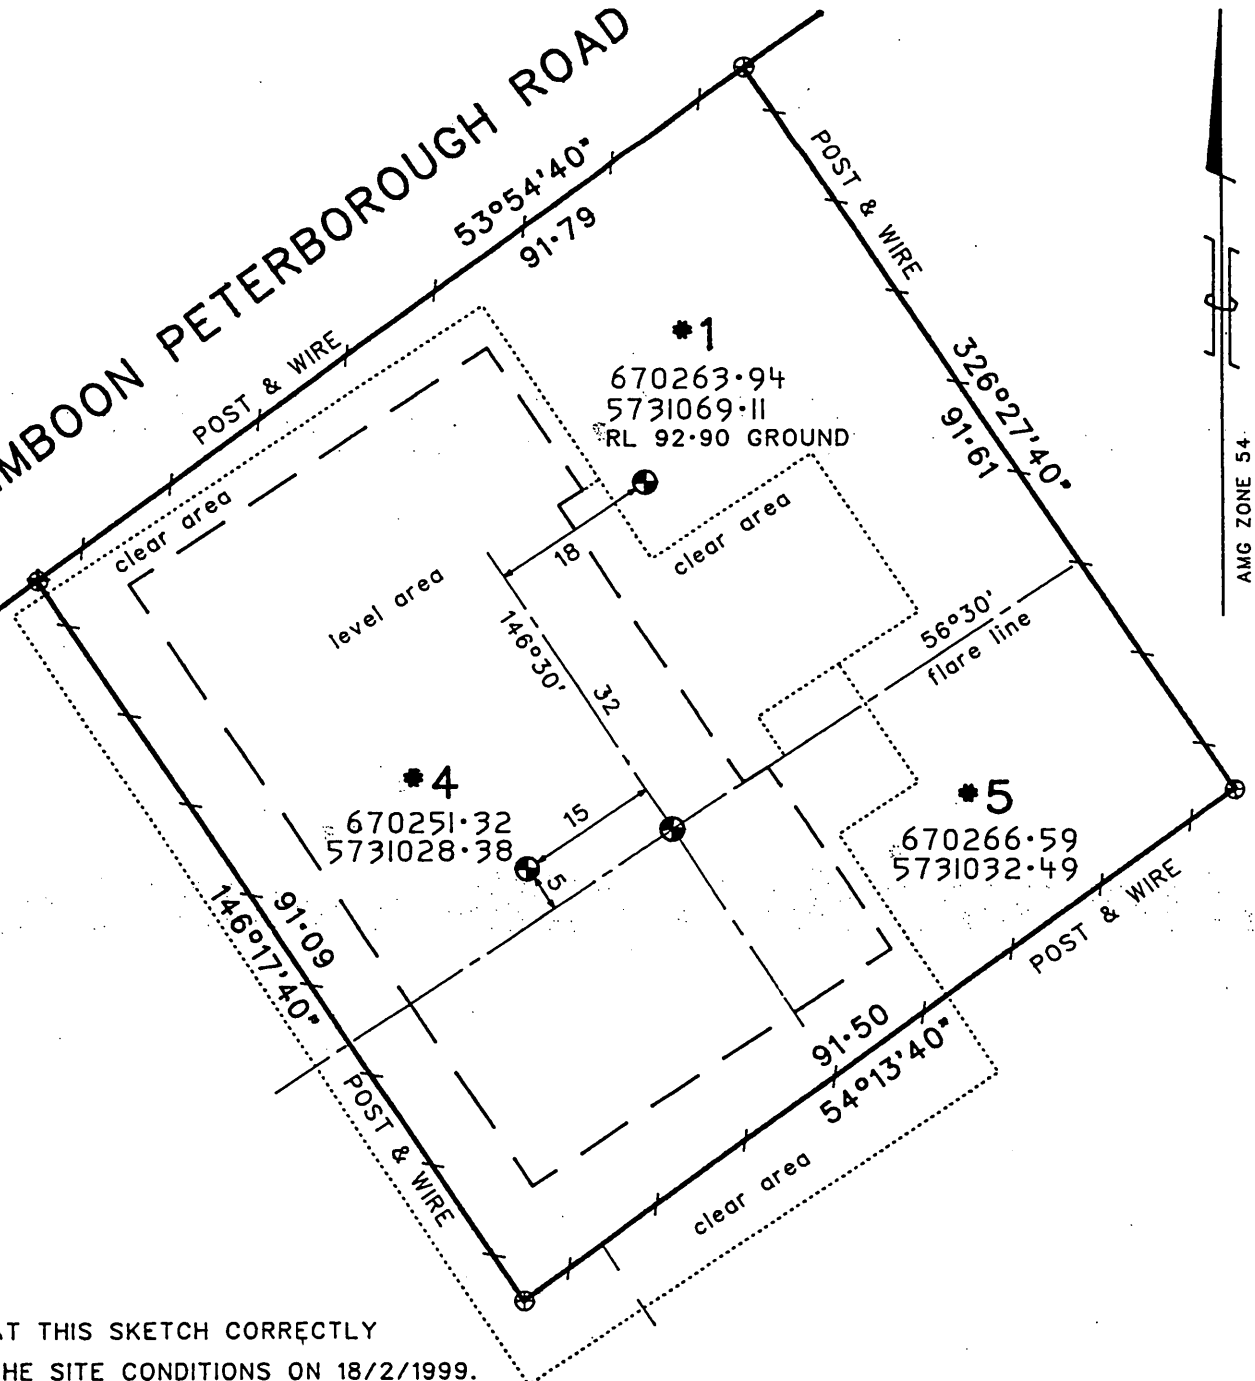 MBOON PETERBOROUGH ROAD
53°54'40"
91·79
POST & WIRE
POST & WIRE
*1
670263·94
5731069·11
RL 92·90 GROUND
326°27'40"
91·61
AMG ZONE 54
clear area
clear area
18
level area
146°30'
32
56°30'
flare line
*4
670251·32
5731028·38
15
5
*5
670266·59
5731032·49
91·09
146°17'40"
POST & WIRE
POST & WIRE
91·50
54°13'40"
clear area
AT THIS SKETCH CORRECTLY
HE SITE CONDITIONS ON 18/2/1999.